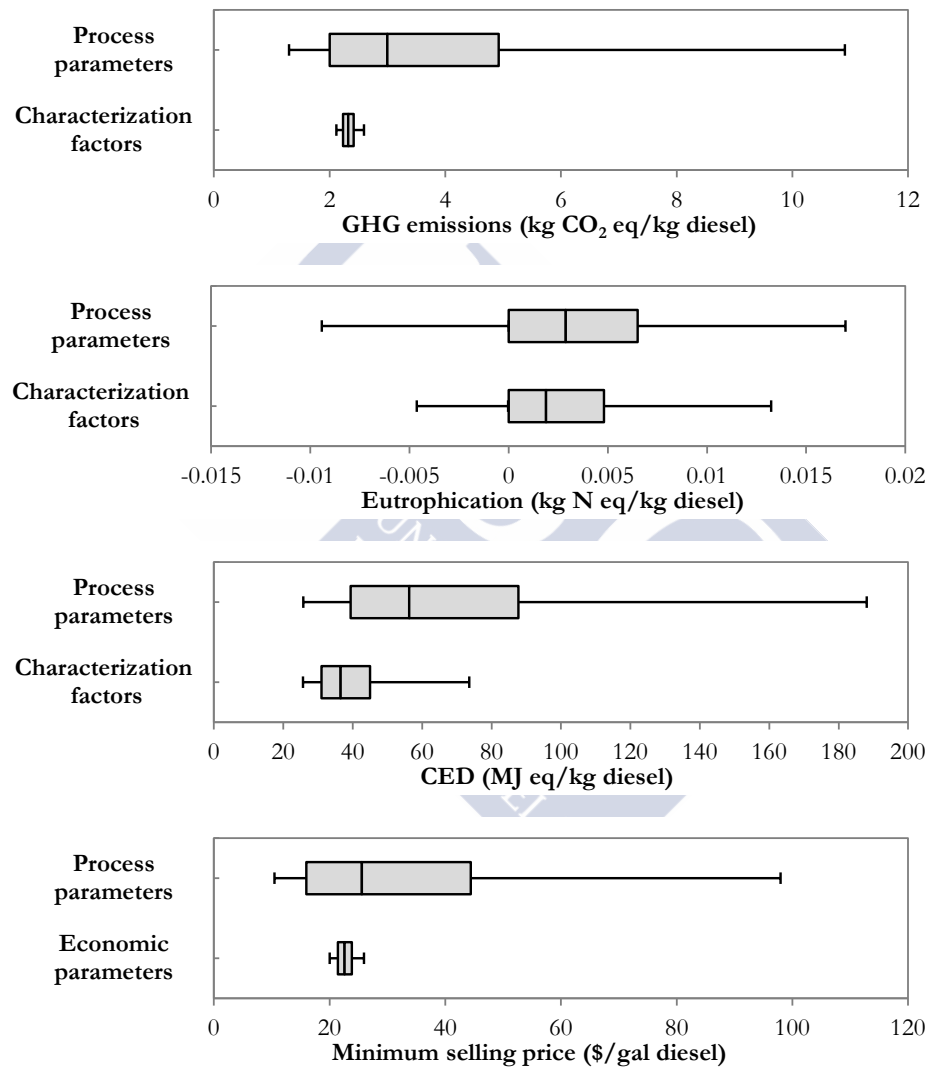 Process
parameters
Characterization
factors
0 2 4 6 8 10 12
GHG emissions (kg CO₂ eq/kg diesel)
Process
parameters
Characterization
factors
-0.015 -0.01 -0.005 0 0.005 0.01 0.015 0.02
Eutrophication (kg N eq/kg diesel)
UN
Process
parameters
Characterization
factors
0 20 40 60 80 100 120 140 160 180 200
CED (MJ eq/kg diesel)
Process
parameters
Economic
parameters
0 20 40 60 80 100 120
Minimum selling price ($/gal diesel)